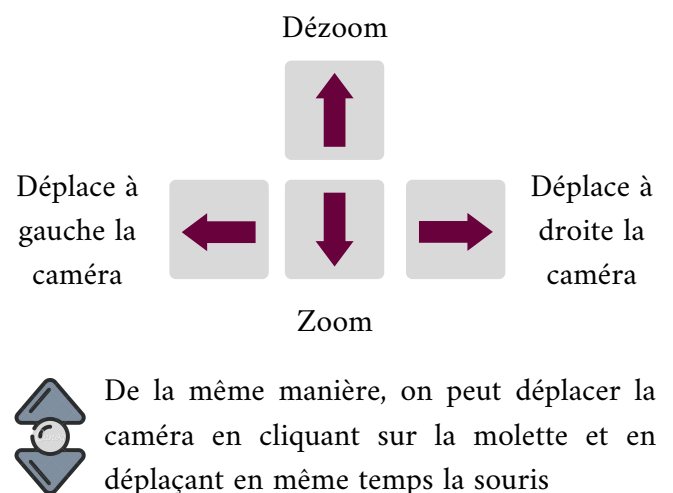 Dézoom
Déplace à
gauche la
caméra
Déplace à
droite la
caméra
Zoom
De la même manière, on peut déplacer la
caméra en cliquant sur la molette et en
déplaçant en même temps la souris